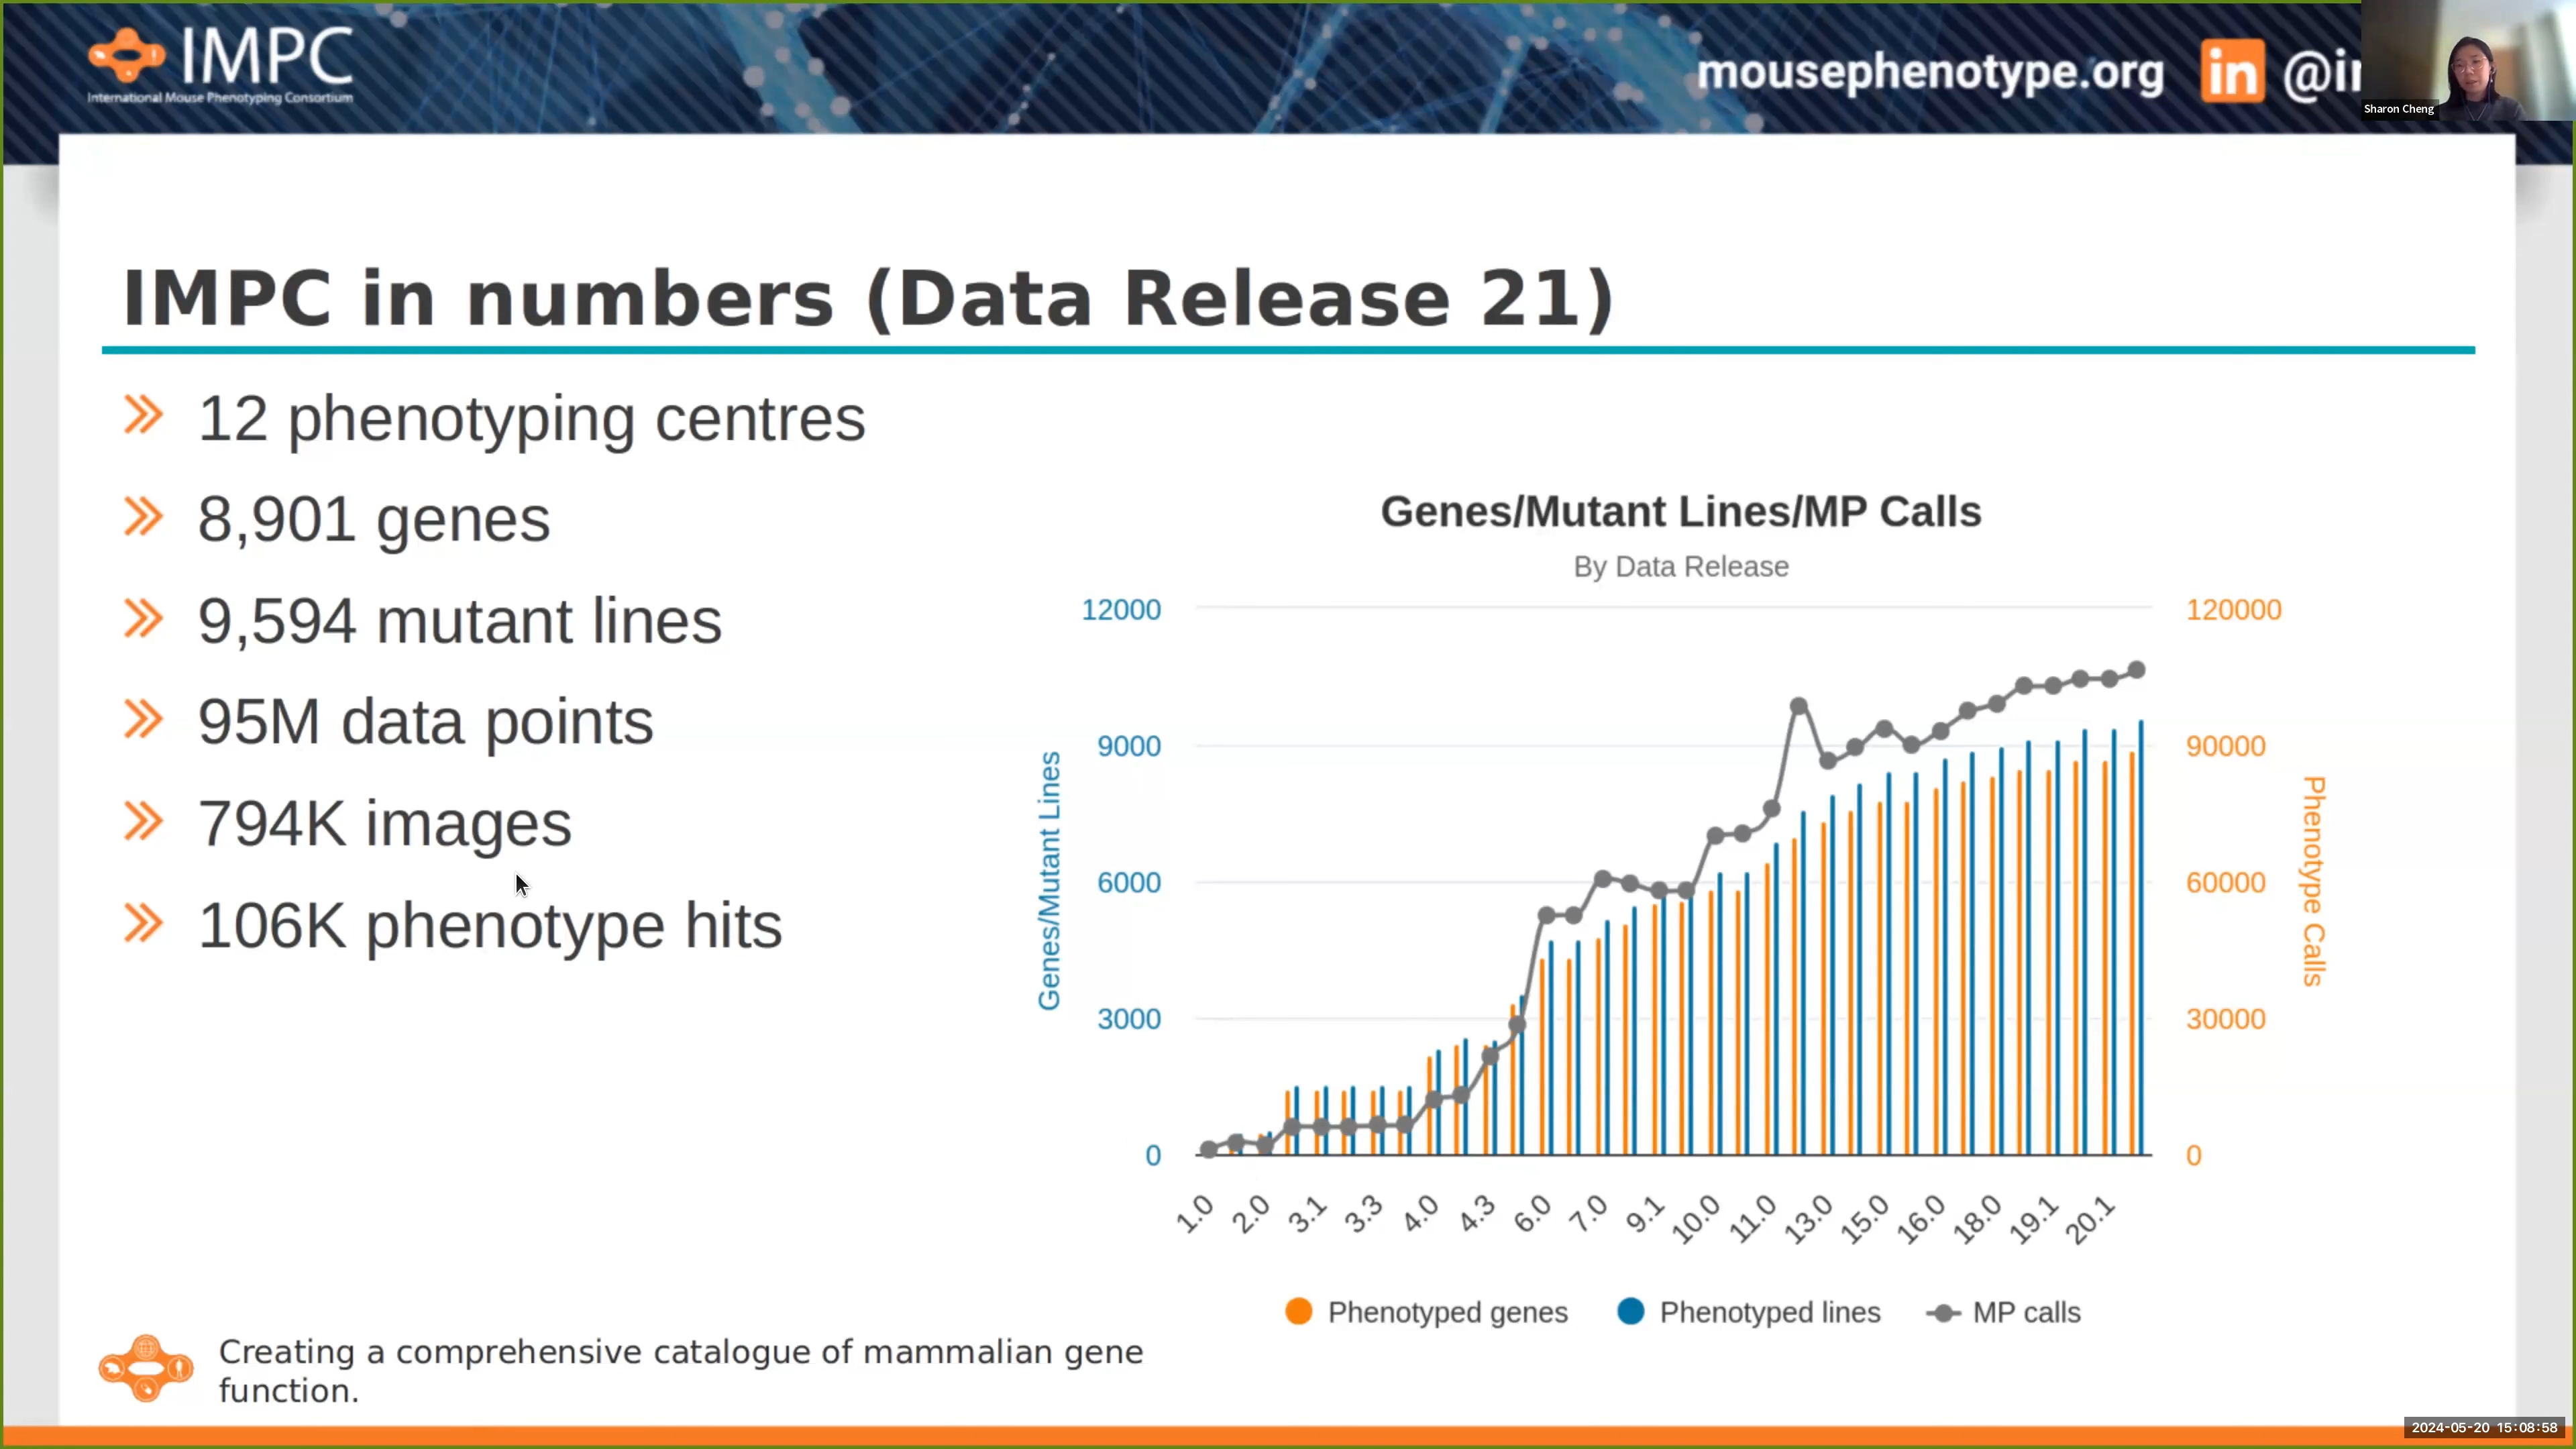 IMPC
International Mouse Phenotyping Consortium
mousephenotype.org
in
Sharon Cheng
IMPC in numbers (Data Release 21)
12 phenotyping centres
8,901 genes
9,594 mutant lines
95M data points
794K images
106K phenotype hits
Genes/Mutant Lines/MP Calls
By Data Release
12000
9000
6000
3000
0
Genes/Mutant Lines
120000
90000
60000
30000
0
Phenotype Calls
1.0 2.0 3.1 3.3 4.0 4.3 6.0 7.0 9.1 10.0 11.0 13.0 15.0 16.0 18.0 19.1 20.1
Phenotyped genes Phenotyped lines MP calls
Creating a comprehensive catalogue of mammalian gene
function.
2024-05-20 15:08:58